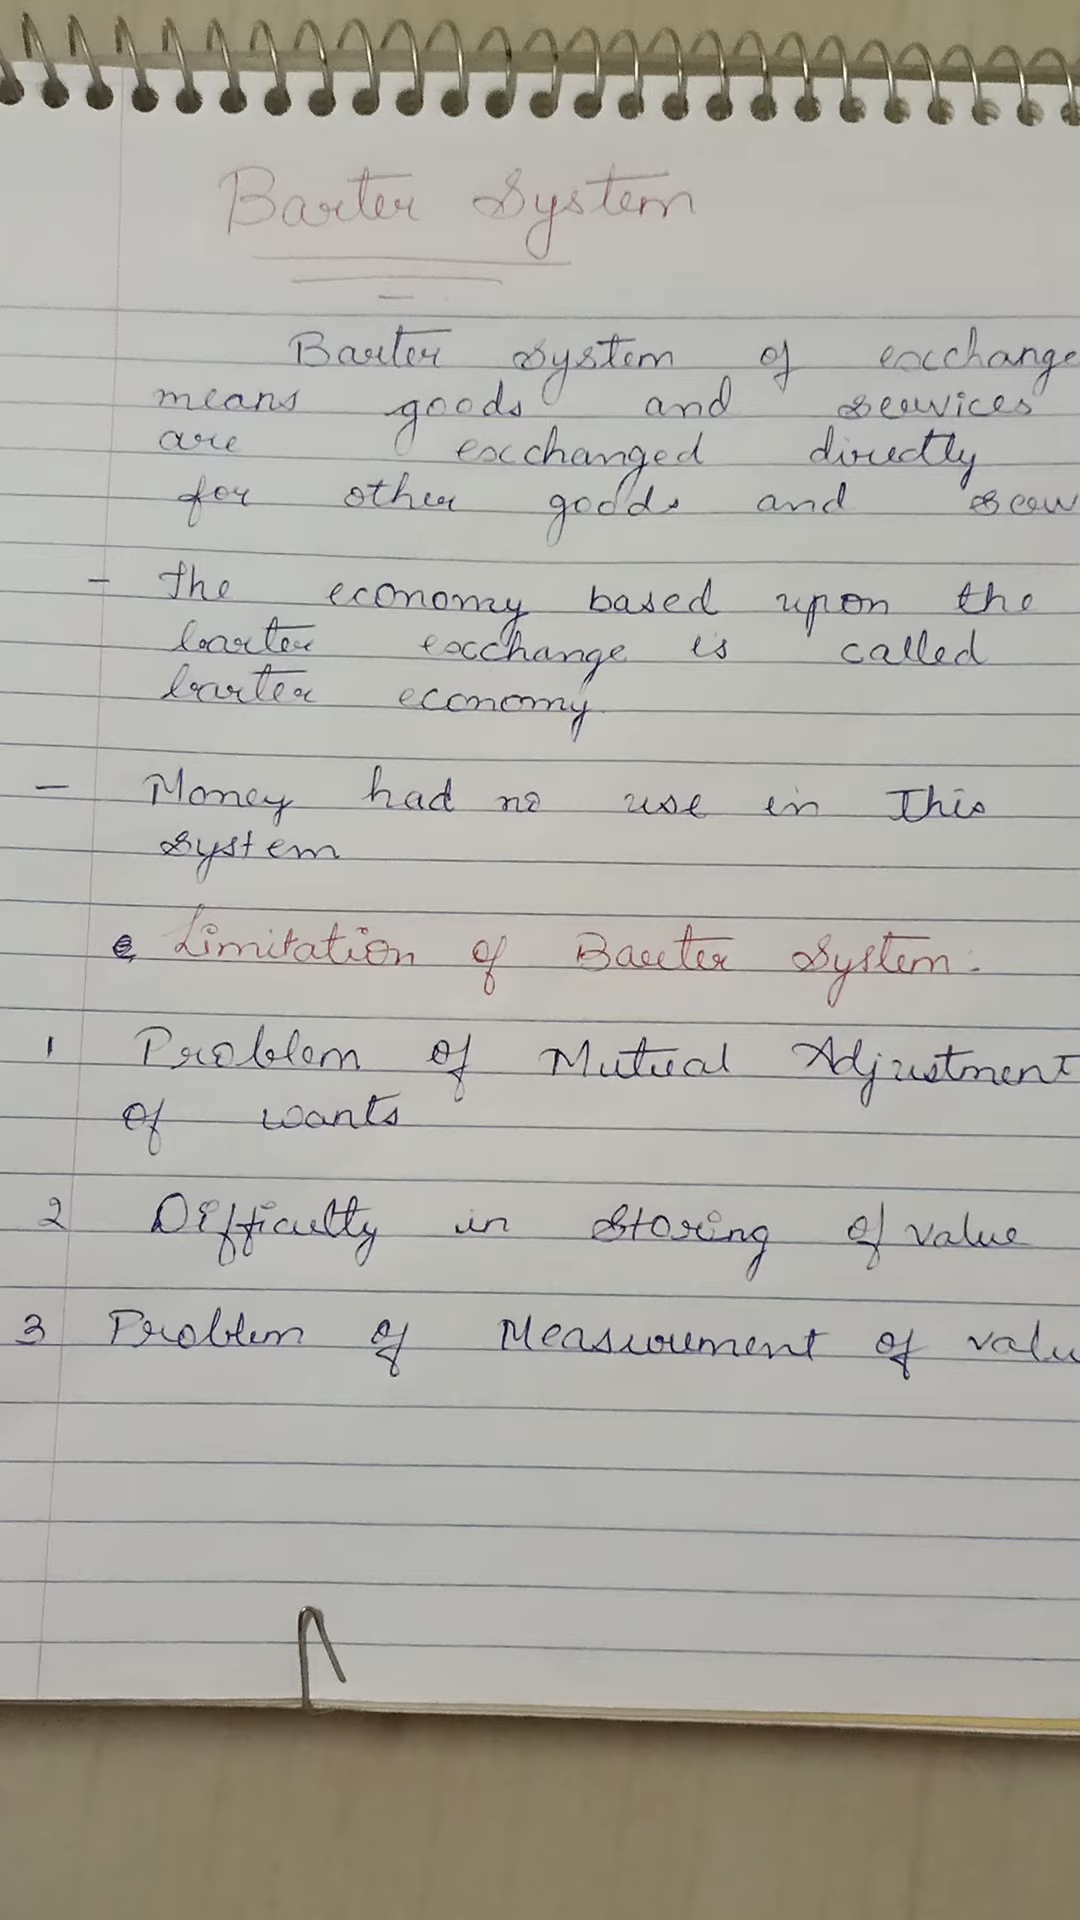 Barter System
Barter system of exchange
means goods and services
are exchanged directly
for other goods and
- The economy based upon the
barter exchange is called
barter economy
- Money had no use in This
System
Limitation of Barter System.
1 Problem of Mutual Adjustment
of wants
2 Difficulty in Storing of value
3 Problem of Measurement of valu